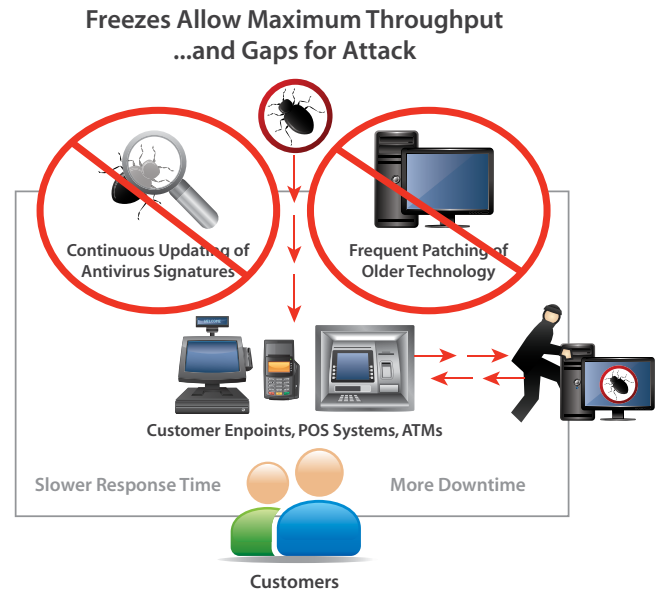 Freezes Allow Maximum Throughput
...and Gaps for Attack
Continuous Updating of
Antivirus Signatures
Frequent Patching of
Older Technology
Customer Enpoints, POS Systems, ATMs
Slower Response Time
More Downtime
Customers